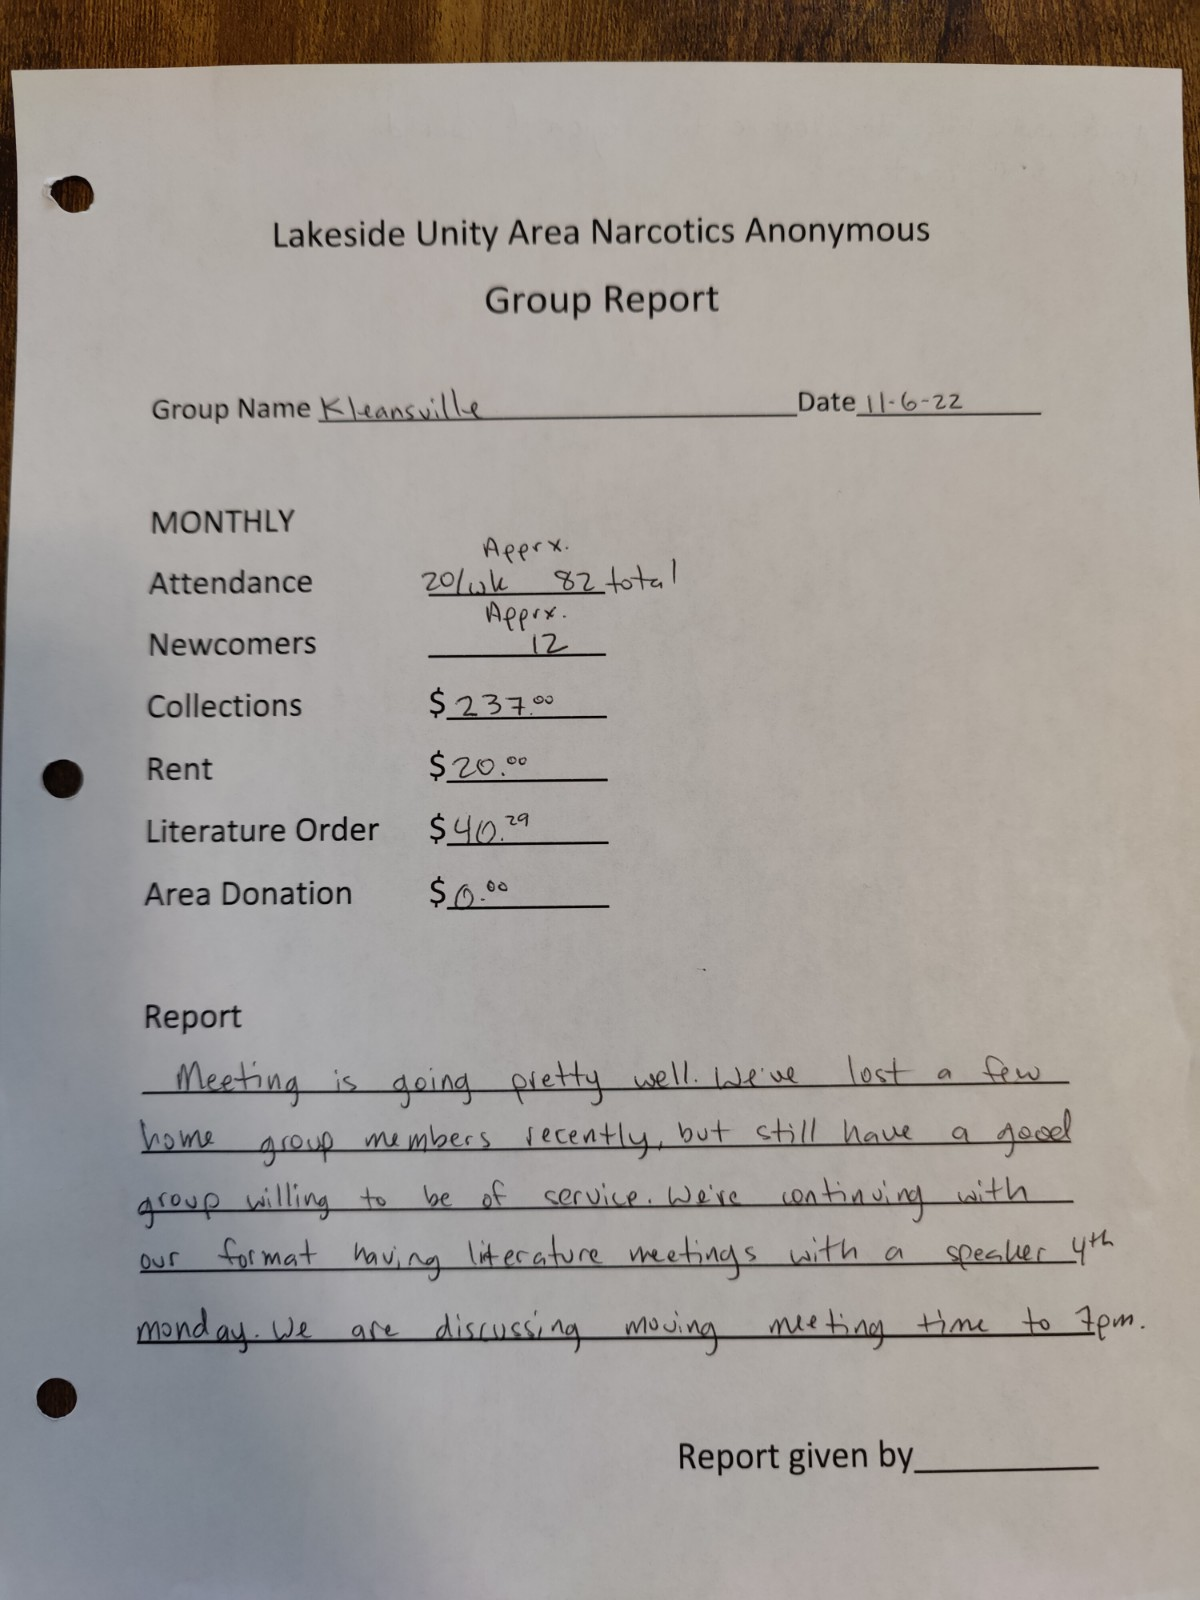 Lakeside Unity Area Narcotics Anonymous
Group Report
Group Name Kleansville Date 11-6-22
MONTHLY
Apprx.
Attendance 20/wk 82 total
Apprx.
Newcomers 12
Collections $237.00
Rent $20.00
Literature Order $40.29
Area Donation $0.00
Report
Meeting is going pretty well. We've lost a few
home group members recently, but still have a good
group willing to be of service. We're continuing with
our format having literature meetings with a speaker 4th
monday. We are discussing moving meeting time to 7pm.
Report given by